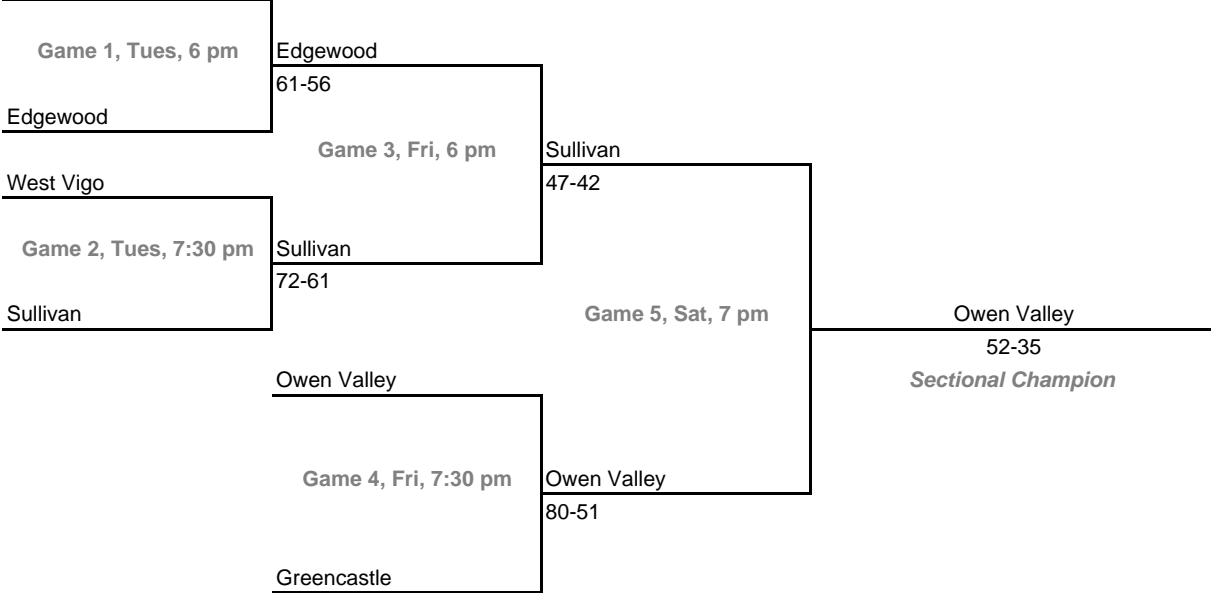 Game 1, Tues, 6 pm
Edgewood
61-56
Edgewood
Game 3, Fri, 6 pm
Sullivan
47-42
West Vigo
Game 2, Tues, 7:30 pm
Sullivan
72-61
Sullivan
Game 5, Sat, 7 pm
Owen Valley
52-35
Sectional Champion
Owen Valley
Game 4, Fri, 7:30 pm
Owen Valley
80-51
Greencastle